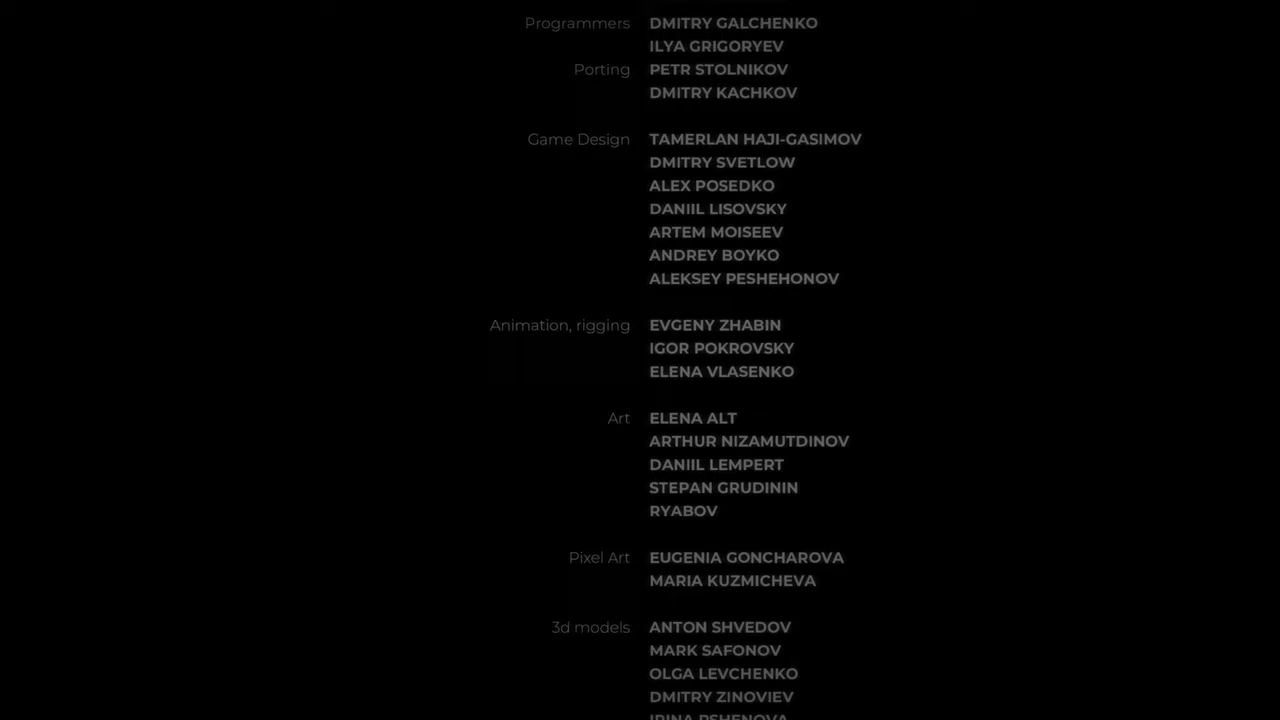 Programmers DMITRY GALCHENKO
ILYA GRIGORYEV
Porting PETR STOLNIKOV
DMITRY KACHKOV
Game Design TAMERLAN HAJI-GASIMOV
DMITRY SVETLOW
ALEX POSEDKO
DANIIL LISOVSKY
ARTEM MOISEEV
ANDREY BOYKO
ALEKSEY PESHEHONOV
Animation, rigging EVGENY ZHABIN
IGOR POKROVSKY
ELENA VLASENKO
Art ELENA ALT
ARTHUR NIZAMUTDINOV
DANIIL LEMPERT
STEPAN GRUDININ
RYABOV
Pixel Art EUGENIA GONCHAROVA
MARIA KUZMICHEVA
3d models ANTON SHVEDOV
MARK SAFONOV
OLGA LEVCHENKO
DMITRY ZINOVIEV
IRINA PSHENOVA